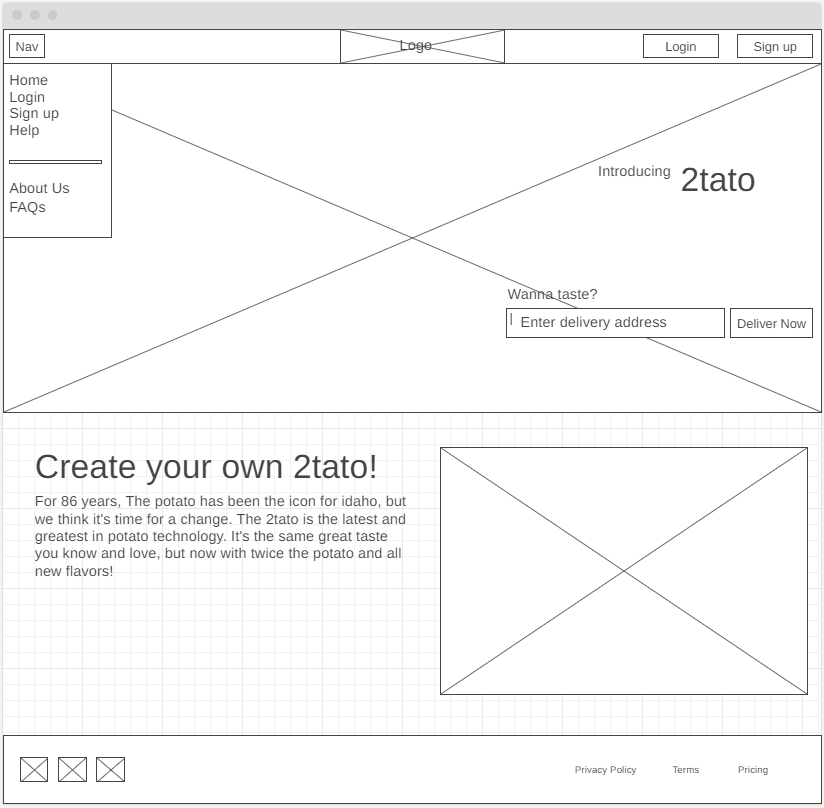 Nav
Logo
Login
Sign up
Home
Login
Sign up
Help
About Us
FAQs
Introducing
2tato
Wanna taste?
Enter delivery address
Deliver Now
Create your own 2tato!
For 86 years, The potato has been the icon for idaho, but
we think it's time for a change. The 2tato is the latest and
greatest in potato technology. It's the same great taste
you know and love, but now with twice the potato and all
new flavors!
Privacy Policy
Terms
Pricing